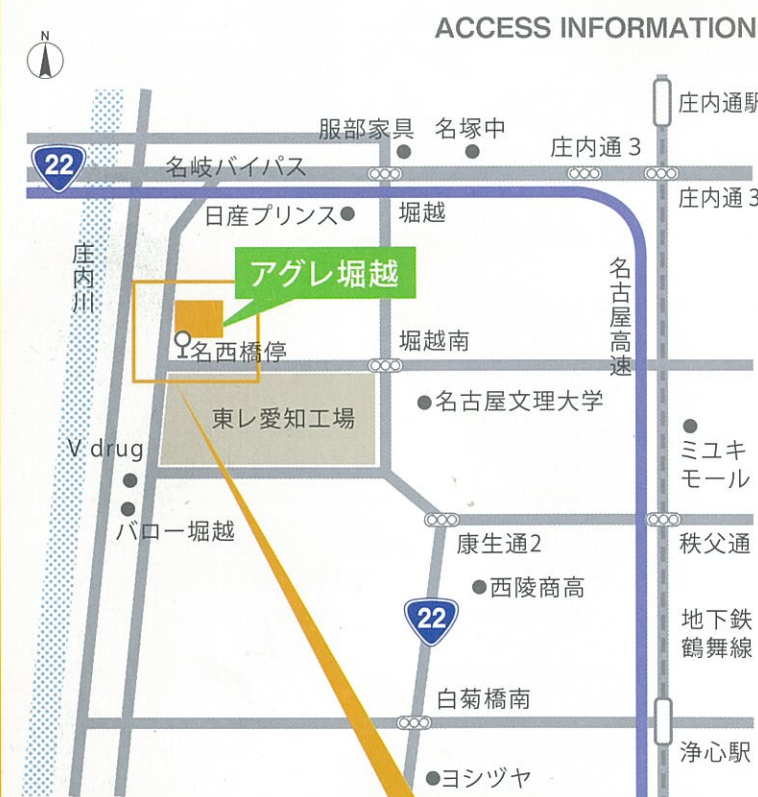 ACCESS INFORMATION
N
庄内通駅
服部家具
名塚中
庄内通3
22
名岐バイパス
庄内通3
日産プリンス
堀越
庄内川
アグレ堀越
名古屋高速
名西橋停
堀越南
東レ愛知工場
名古屋文理大学
V drug
ミユキ
モール
バロー堀越
康生通2
秩父通
西陵商高
22
地下鉄
鶴舞線
白菊橋南
浄心駅
ヨシヅヤ